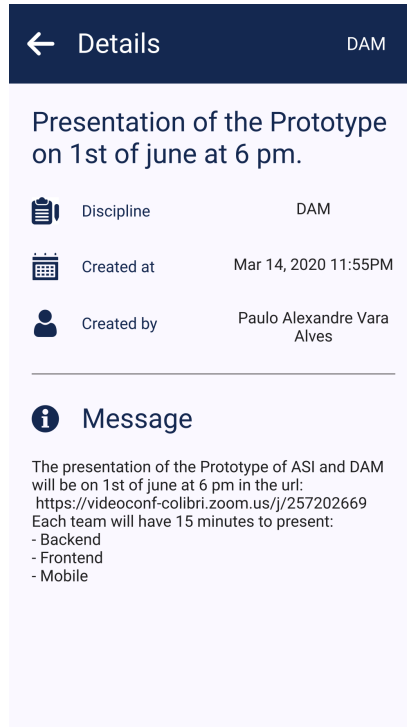 Details DAM
Presentation of the Prototype
on 1st of june at 6 pm.
Discipline DAM
Created at Mar 14, 2020 11:55PM
Created by Paulo Alexandre Vara
Alves
Message
The presentation of the Prototype of ASI and DAM
will be on 1st of june at 6 pm in the url:
https://videoconf-colibri.zoom.us/j/257202669
Each team will have 15 minutes to present:
- Backend
- Frontend
- Mobile